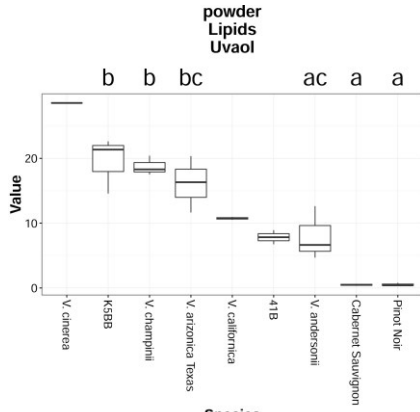 powder
Lipids
Uvaol
b b bc ac a a
Value
20
10
0
V. cinerea
K5BB
V. champinii
V. arizonica Texas
V. californica
41B
V. andersonii
Cabernet Sauvignon
Pinot Noir
Species